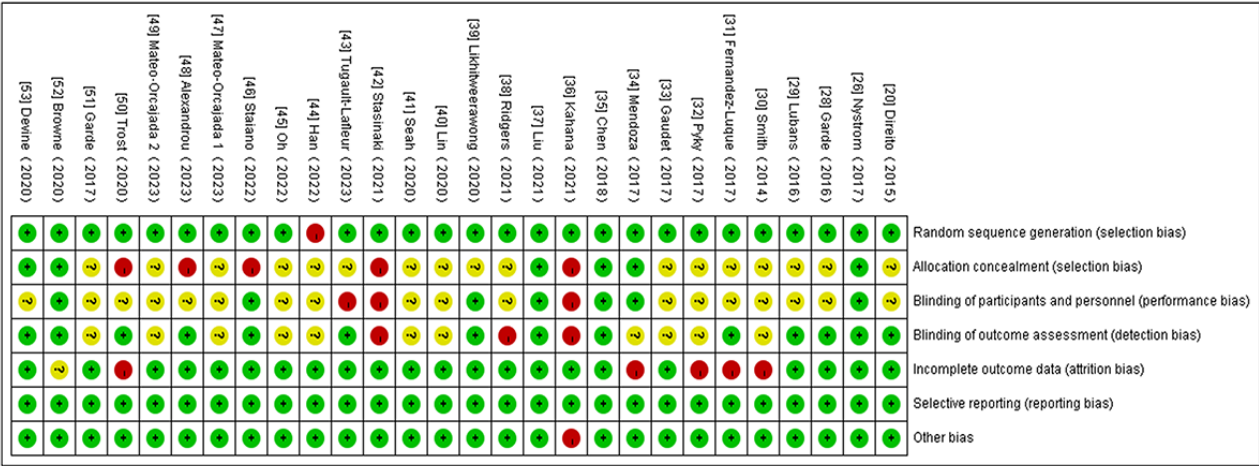 [53] Devine (2020)
[52] Browne (2020)
[51] Garde (2017)
[50] Trost (2020)
[49] Mateo-Orcajada 2 (2023)
[48] Alexandrou (2023)
[47] Mateo-Orcajada 1 (2023)
[46] Staiano (2022)
[45] Oh (2022)
[44] Han (2022)
[43] Tugault-Lafleur (2023)
[42] Stasinaki (2021)
[41] Seah (2020)
[40] Lin (2020)
[39] Likhitweerawong (2020)
[38] Ridgers (2021)
[37] Liu (2021)
[36] Kahana (2021)
[35] Chen (2018)
[34] Mendoza (2017)
[33] Gaudet (2017)
[32] Pyky (2017)
[31] Fernandez-Luque (2017)
[30] Smith (2014)
[29] Lubans (2016)
[28] Garde (2016)
[26] Nystrom (2017)
[20] Direito (2015)
+ + + + + + + + + - + + + + + + + + + + + + + + + + + + Random sequence generation (selection bias)
+ + ? - ? - ? - ? ? ? - ? ? ? ? + - + + ? ? ? ? ? ? + ? Allocation concealment (selection bias)
? + ? ? ? ? ? + ? ? - - ? ? + ? + - + + ? ? ? ? ? ? + ? Blinding of participants and personnel (performance bias)
+ + ? + ? + ? + ? ? + - ? ? + - + - + ? ? ? + ? + + + + Blinding of outcome assessment (detection bias)
+ ? + - + + + + + + + + + + + + + + + - + - - - + + + + Incomplete outcome data (attrition bias)
+ + + + + + + + + + + + + + + + + + + + + + + + + + + + Selective reporting (reporting bias)
+ + + + + + + + + + + + + + + + + - + + + + + + + + + + Other bias